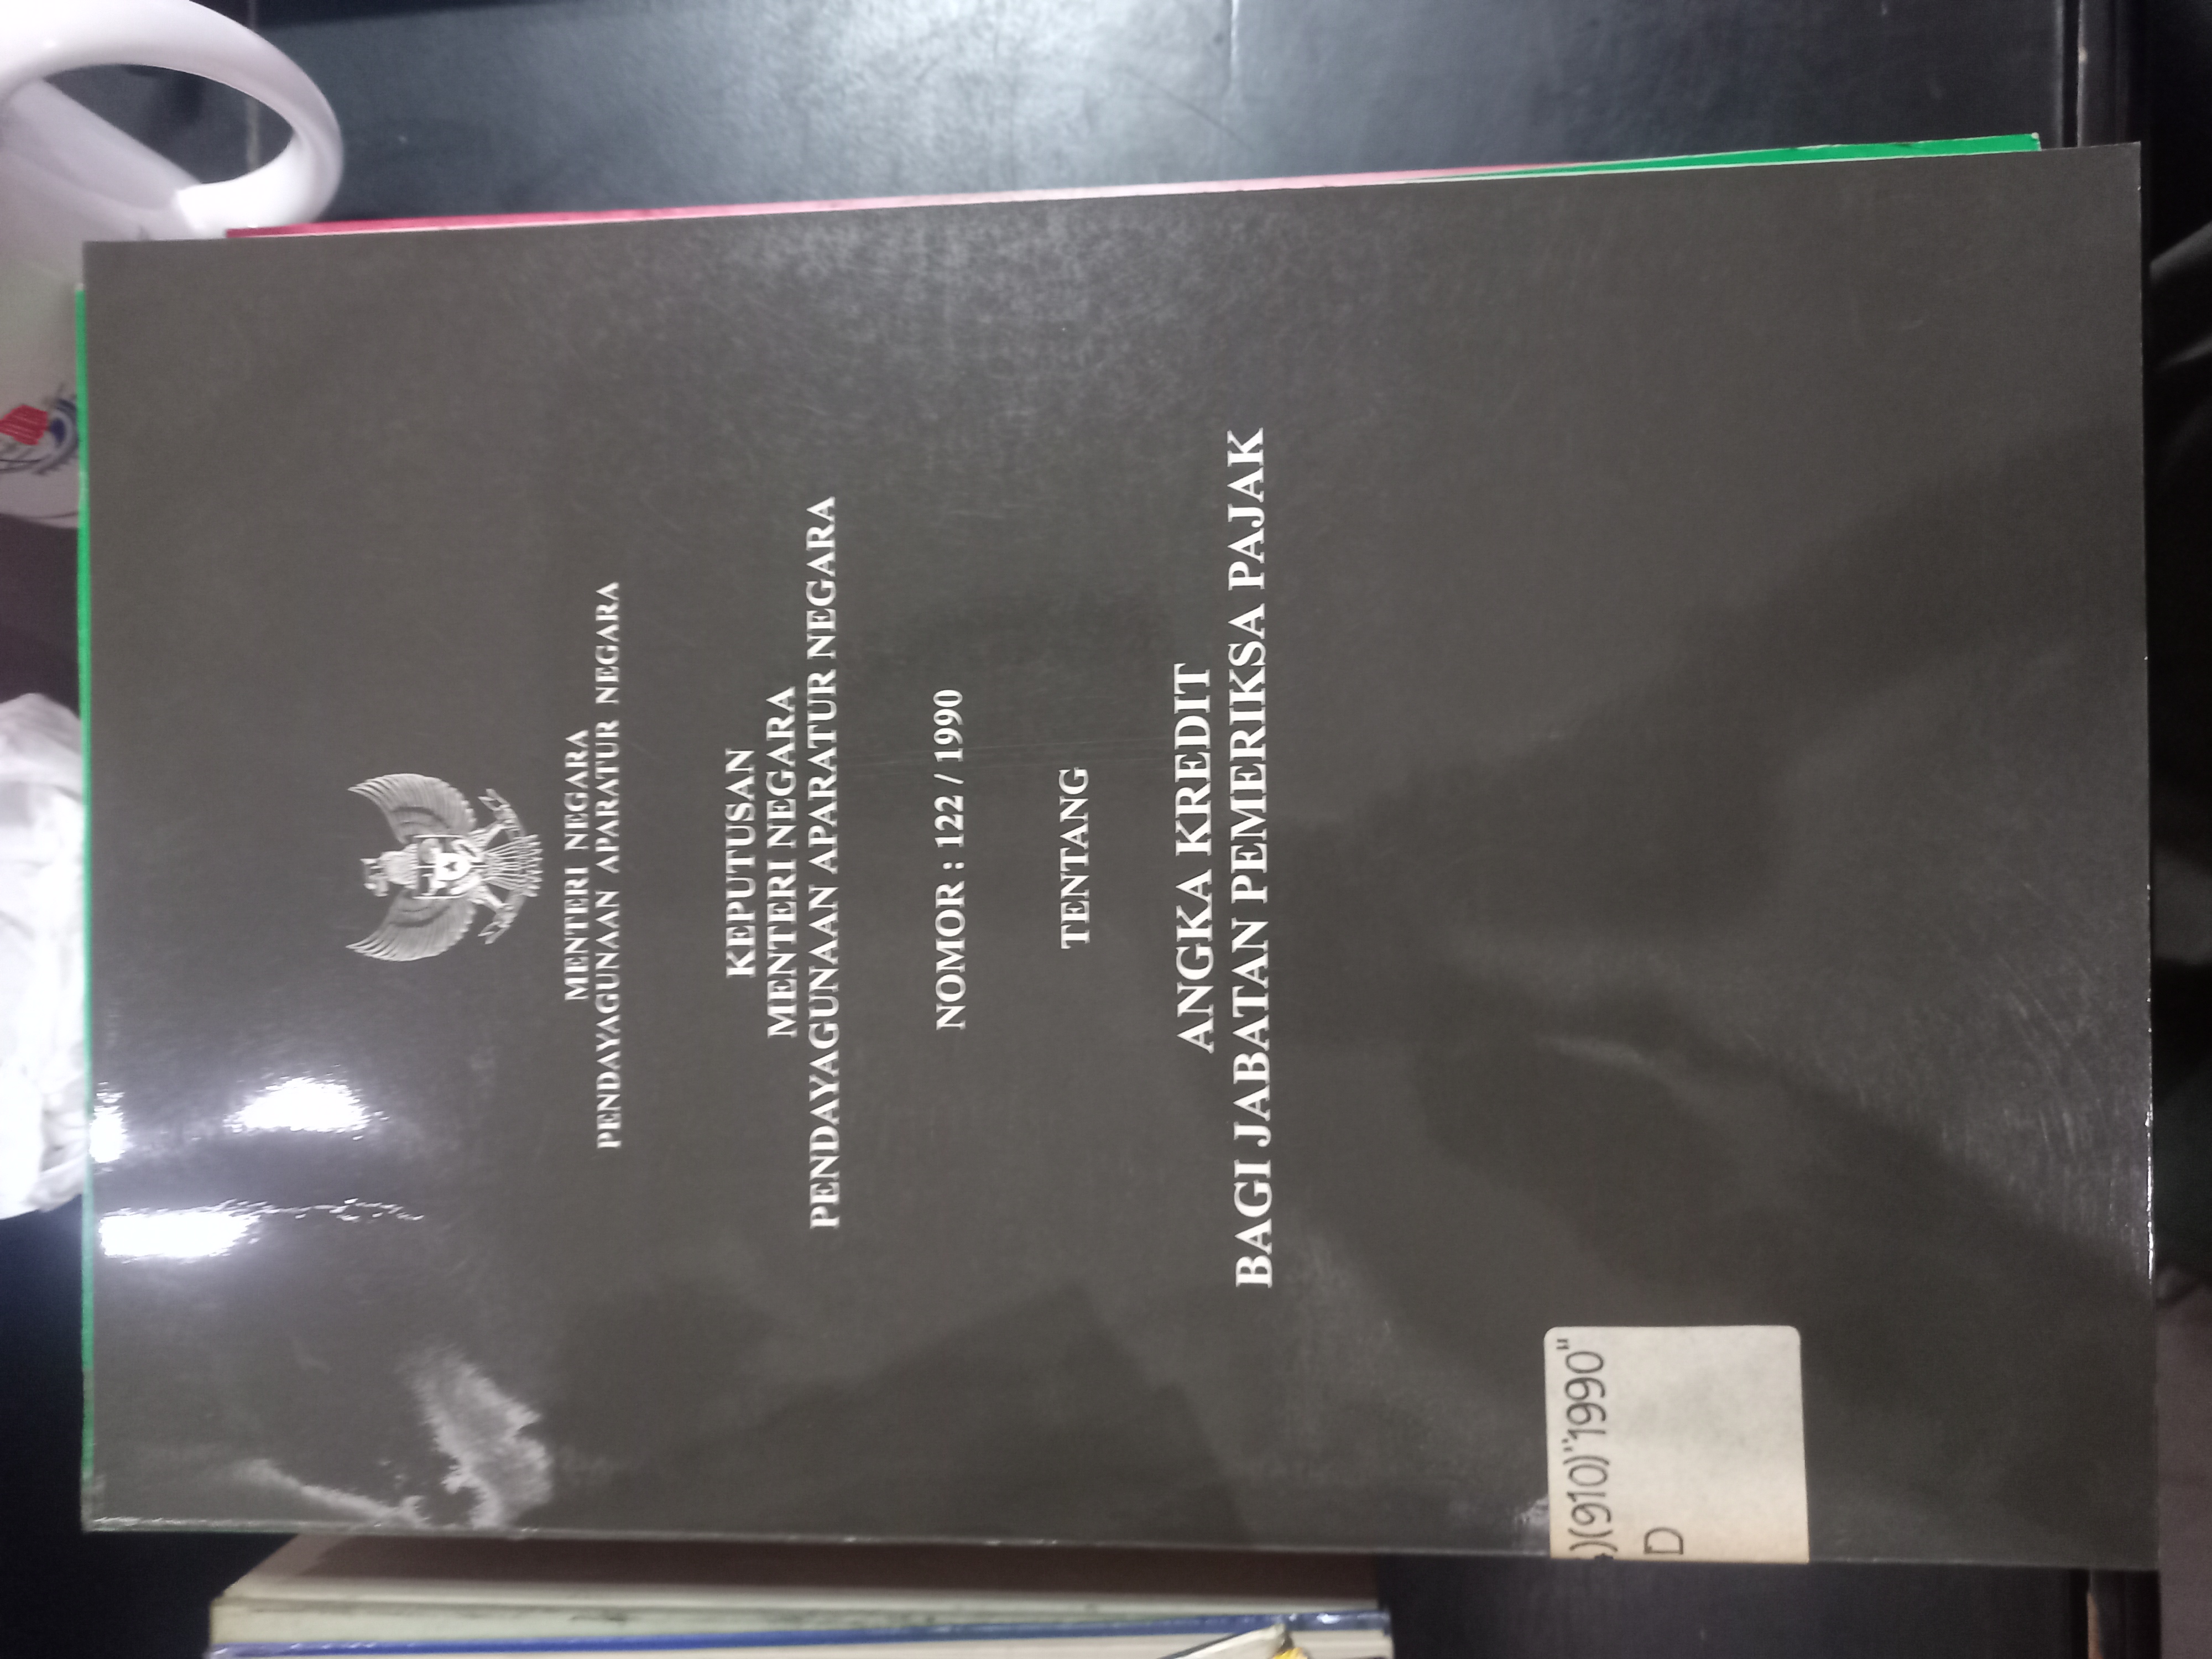 MENTERI NEGARA
PENDAYAGUNAAN APARATUR NEGARA
KEPUTUSAN
MENTERI NEGARA
PENDAYAGUNAAN APARATUR NEGARA
NOMOR : 122 / 1990
TENTANG
ANGKA KREDIT
BAGI JABATAN PEMERIKSA PAJAK
)(910)"1990"
D